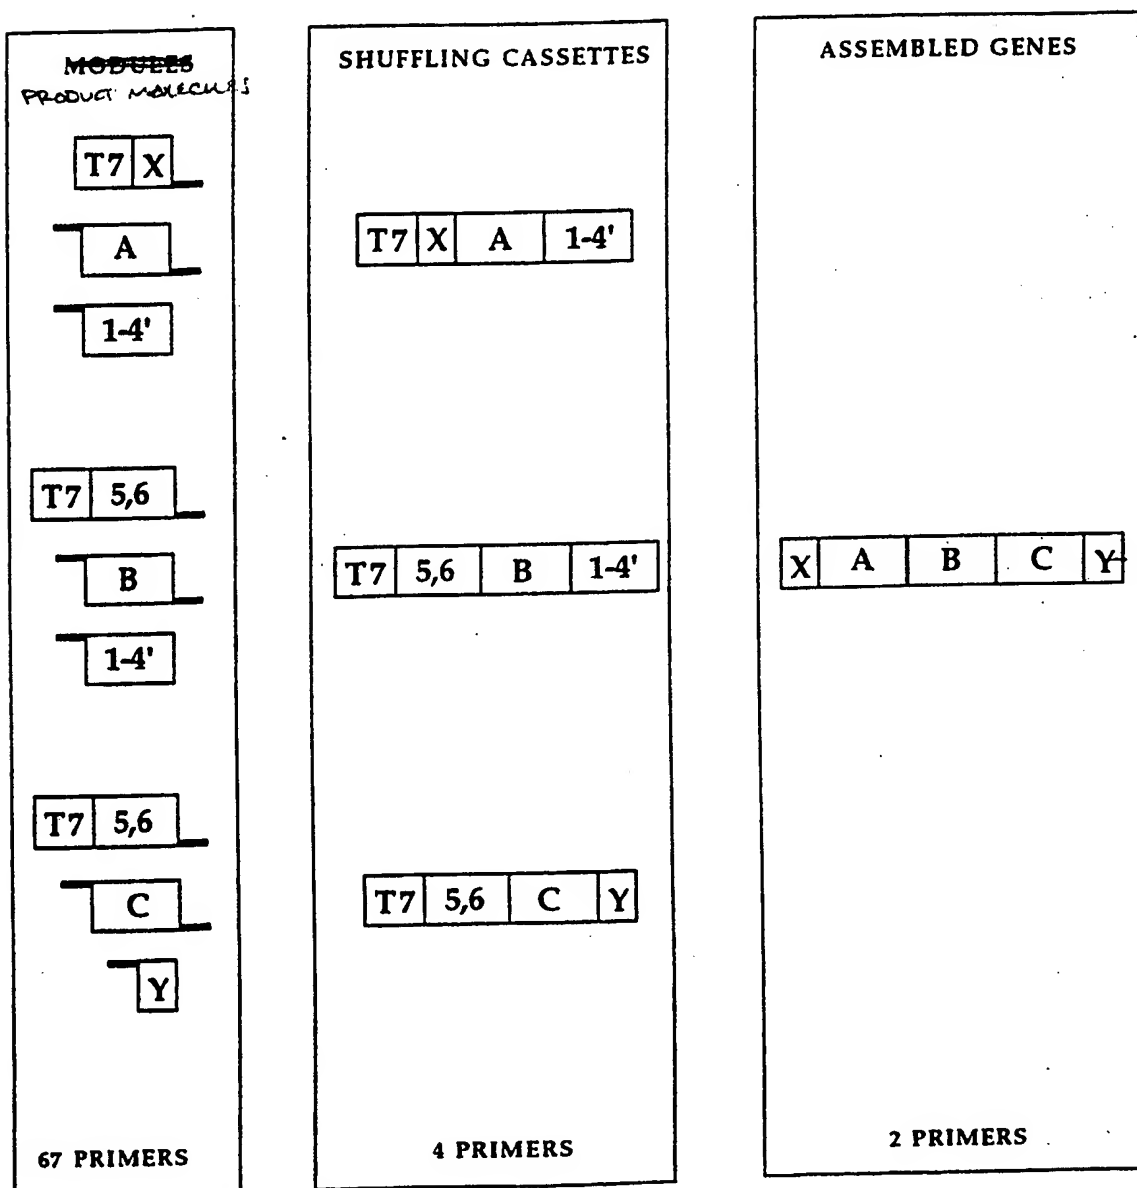 MODULES
PRODUCT MOLECULES
T7 X
A
1-4'
T7 5,6
B
1-4'
T7 5,6
C
Y
67 PRIMERS
SHUFFLING CASSETTES
T7 X A 1-4'
T7 5,6 B 1-4'
T7 5,6 C Y
4 PRIMERS
ASSEMBLED GENES
X A B C Y
2 PRIMERS